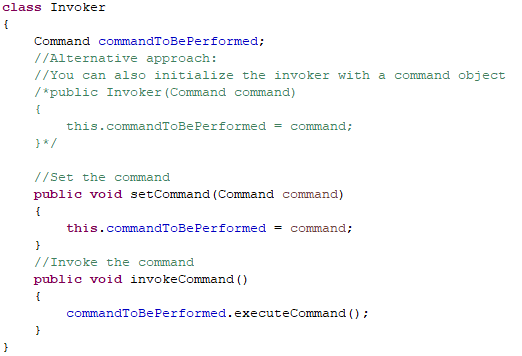 class Invoker
{
    Command commandToBePerformed;
    //Alternative approach:
    //You can also initialize the invoker with a command object
    /*public Invoker(Command command)
    {
        this.commandToBePerformed = command;
    }*/

    //Set the command
    public void setCommand(Command command)
    {
        this.commandToBePerformed = command;
    }
    //Invoke the command
    public void invokeCommand()
    {
        commandToBePerformed.executeCommand();
    }
}